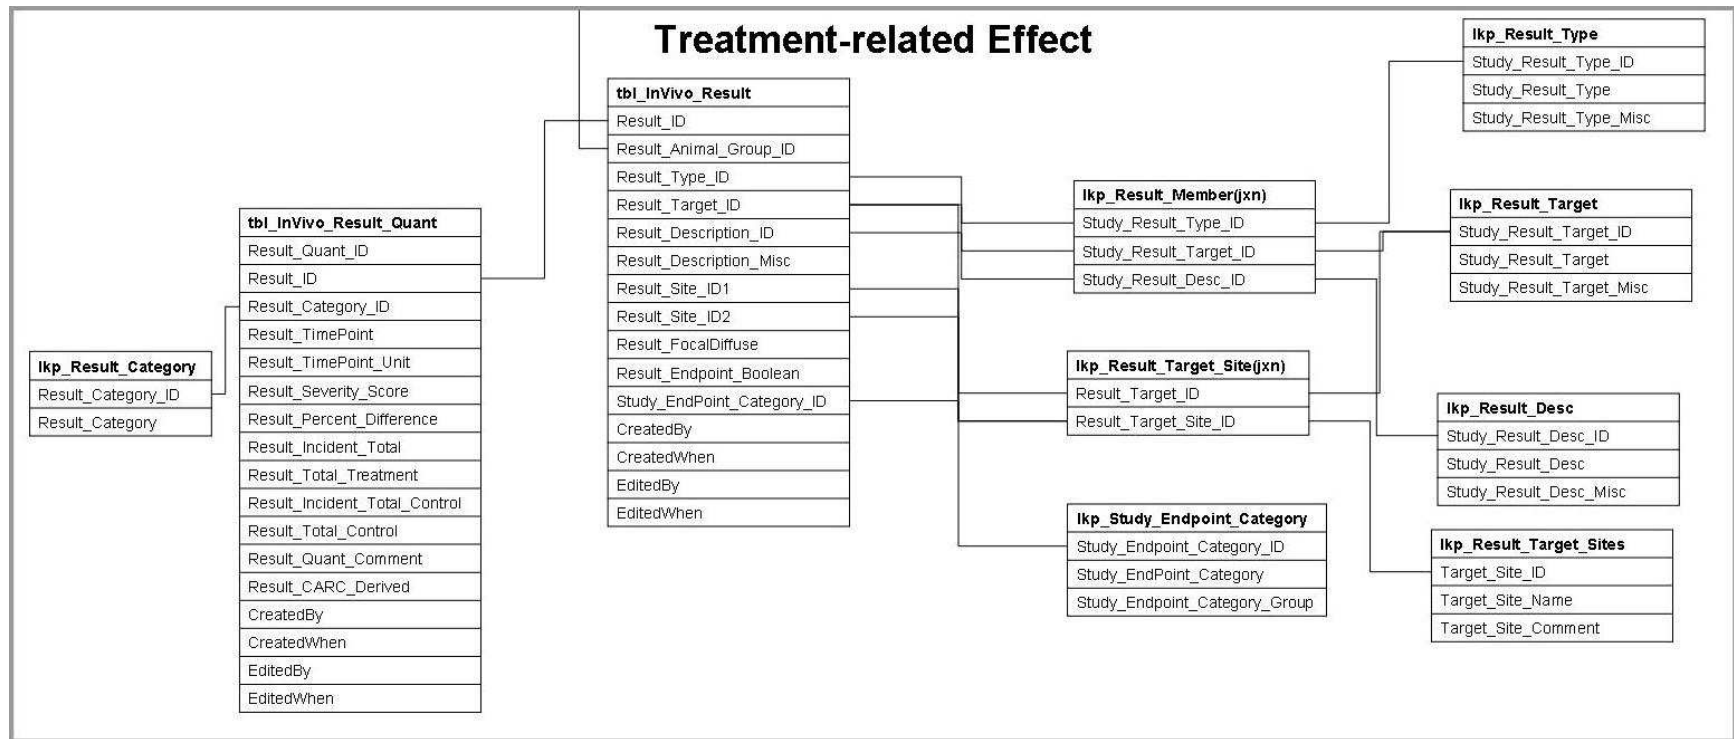 Treatment-related Effect
lkp_Result_Category
Result_Category_ID
Result_Category
tbl_InVivo_Result_Quant
Result_Quant_ID
Result_ID
Result_Category_ID
Result_TimePoint
Result_TimePoint_Unit
Result_Severity_Score
Result_Percent_Difference
Result_Incident_Total
Result_Total_Treatment
Result_Incident_Total_Control
Result_Total_Control
Result_Quant_Comment
Result_CARC_Derived
CreatedBy
CreatedWhen
EditedBy
EditedWhen
tbl_InVivo_Result
Result_ID
Result_Animal_Group_ID
Result_Type_ID
Result_Target_ID
Result_Description_ID
Result_Description_Misc
Result_Site_ID1
Result_Site_ID2
Result_FocalDiffuse
Result_Endpoint_Boolean
Study_EndPoint_Category_ID
CreatedBy
CreatedWhen
EditedBy
EditedWhen
lkp_Result_Member(jxn)
Study_Result_Type_ID
Study_Result_Target_ID
Study_Result_Desc_ID
lkp_Result_Target_Site(jxn)
Result_Target_ID
Result_Target_Site_ID
lkp_Study_Endpoint_Category
Study_Endpoint_Category_ID
Study_EndPoint_Category
Study_Endpoint_Category_Group
lkp_Result_Type
Study_Result_Type_ID
Study_Result_Type
Study_Result_Type_Misc
lkp_Result_Target
Study_Result_Target_ID
Study_Result_Target
Study_Result_Target_Misc
lkp_Result_Desc
Study_Result_Desc_ID
Study_Result_Desc
Study_Result_Desc_Misc
lkp_Result_Target_Sites
Target_Site_ID
Target_Site_Name
Target_Site_Comment